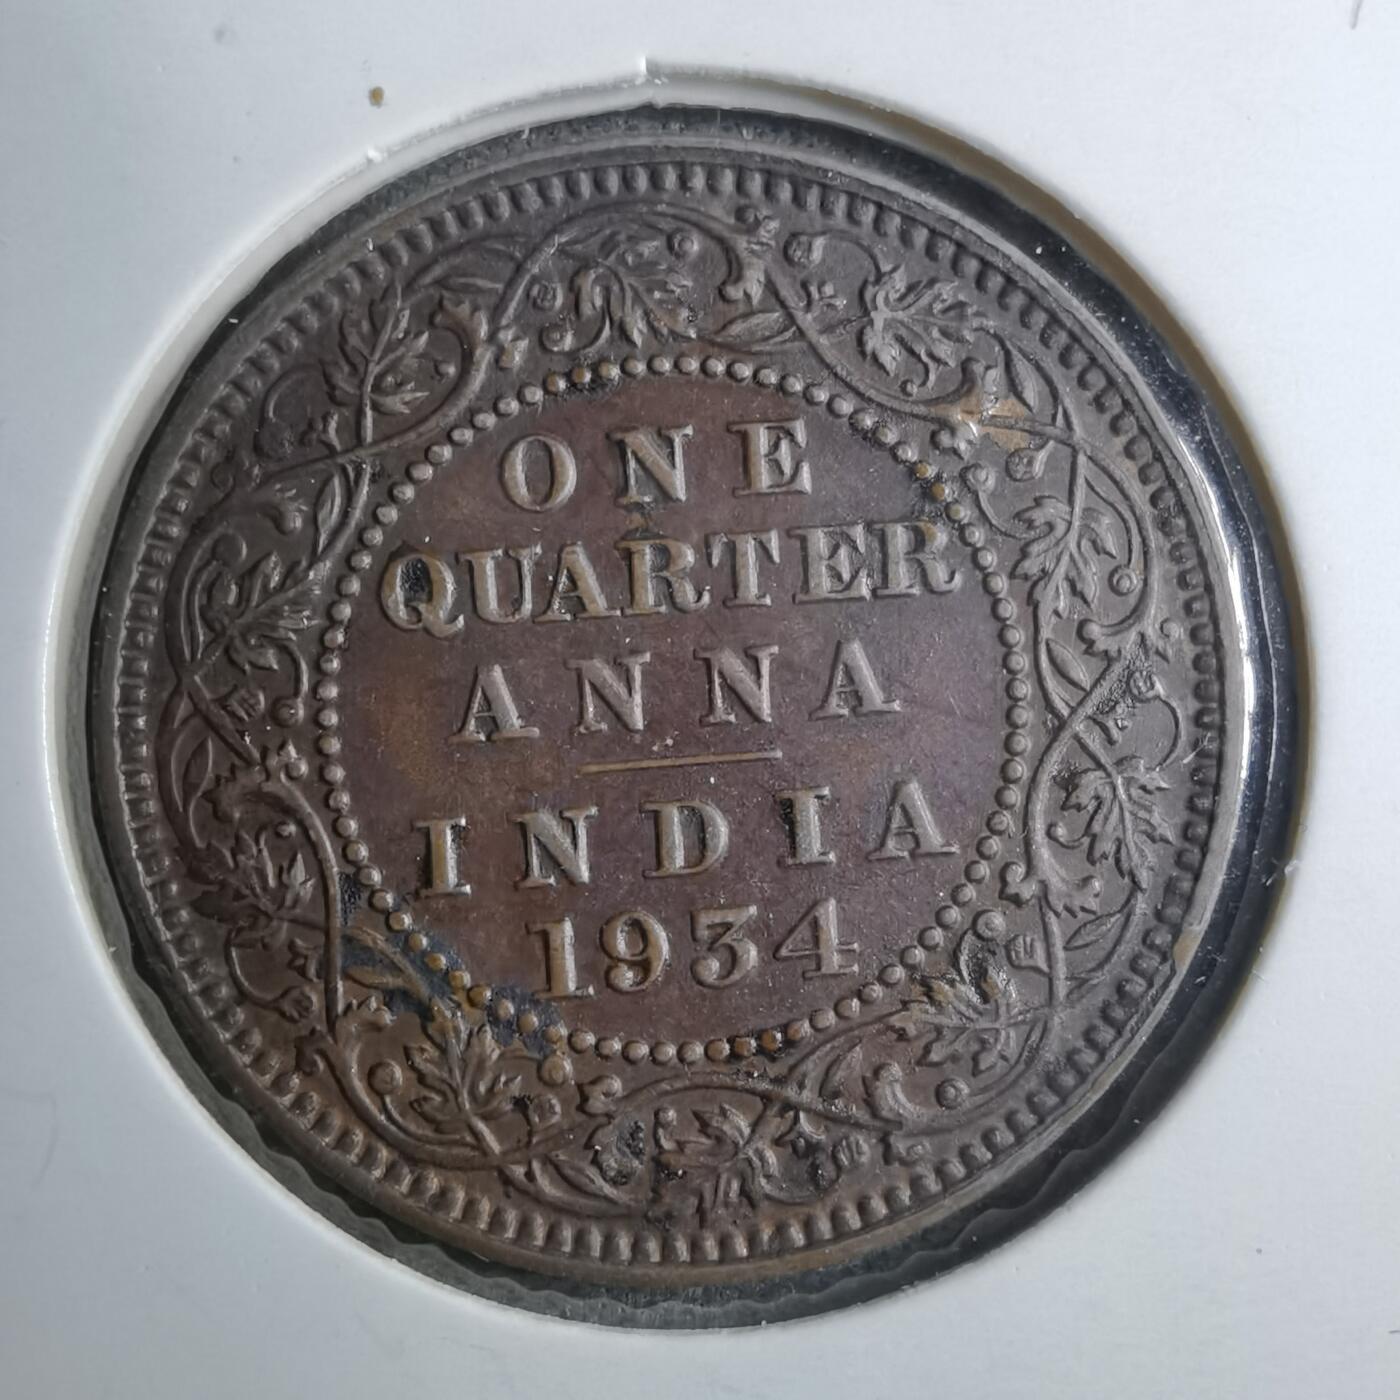 ONE
QUARTER
ANNA
INDIA
1934